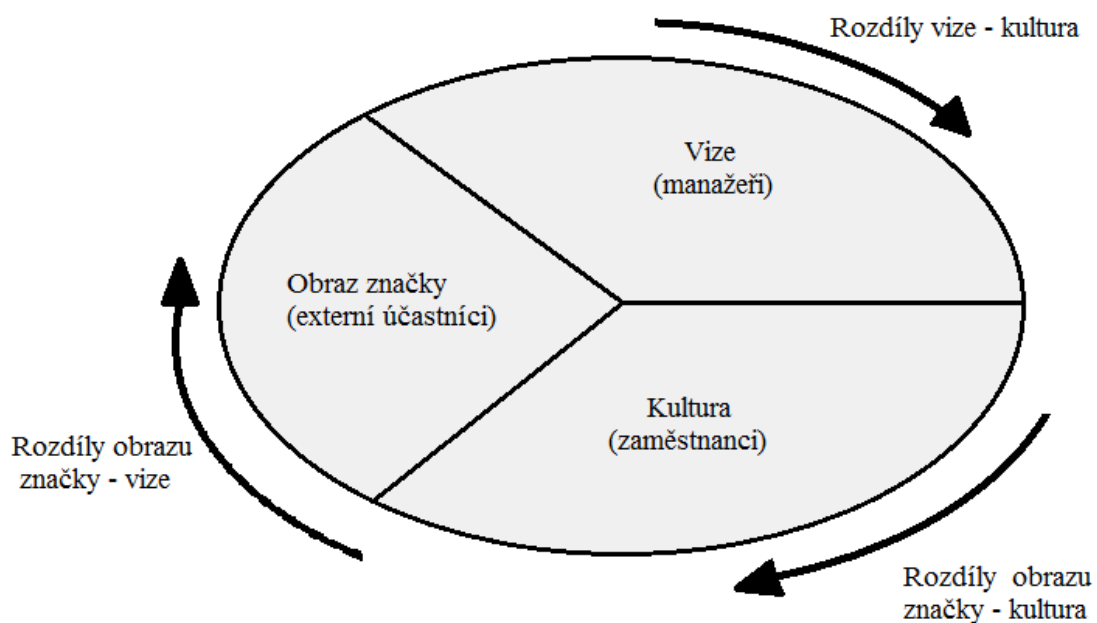 Rozdíly vize - kultura
Vize
(manažeři)
Obraz značky
(externí účastníci)
Kultura
(zaměstnanci)
Rozdíly obrazu
značky - vize
Rozdíly obrazu
značky - kultura